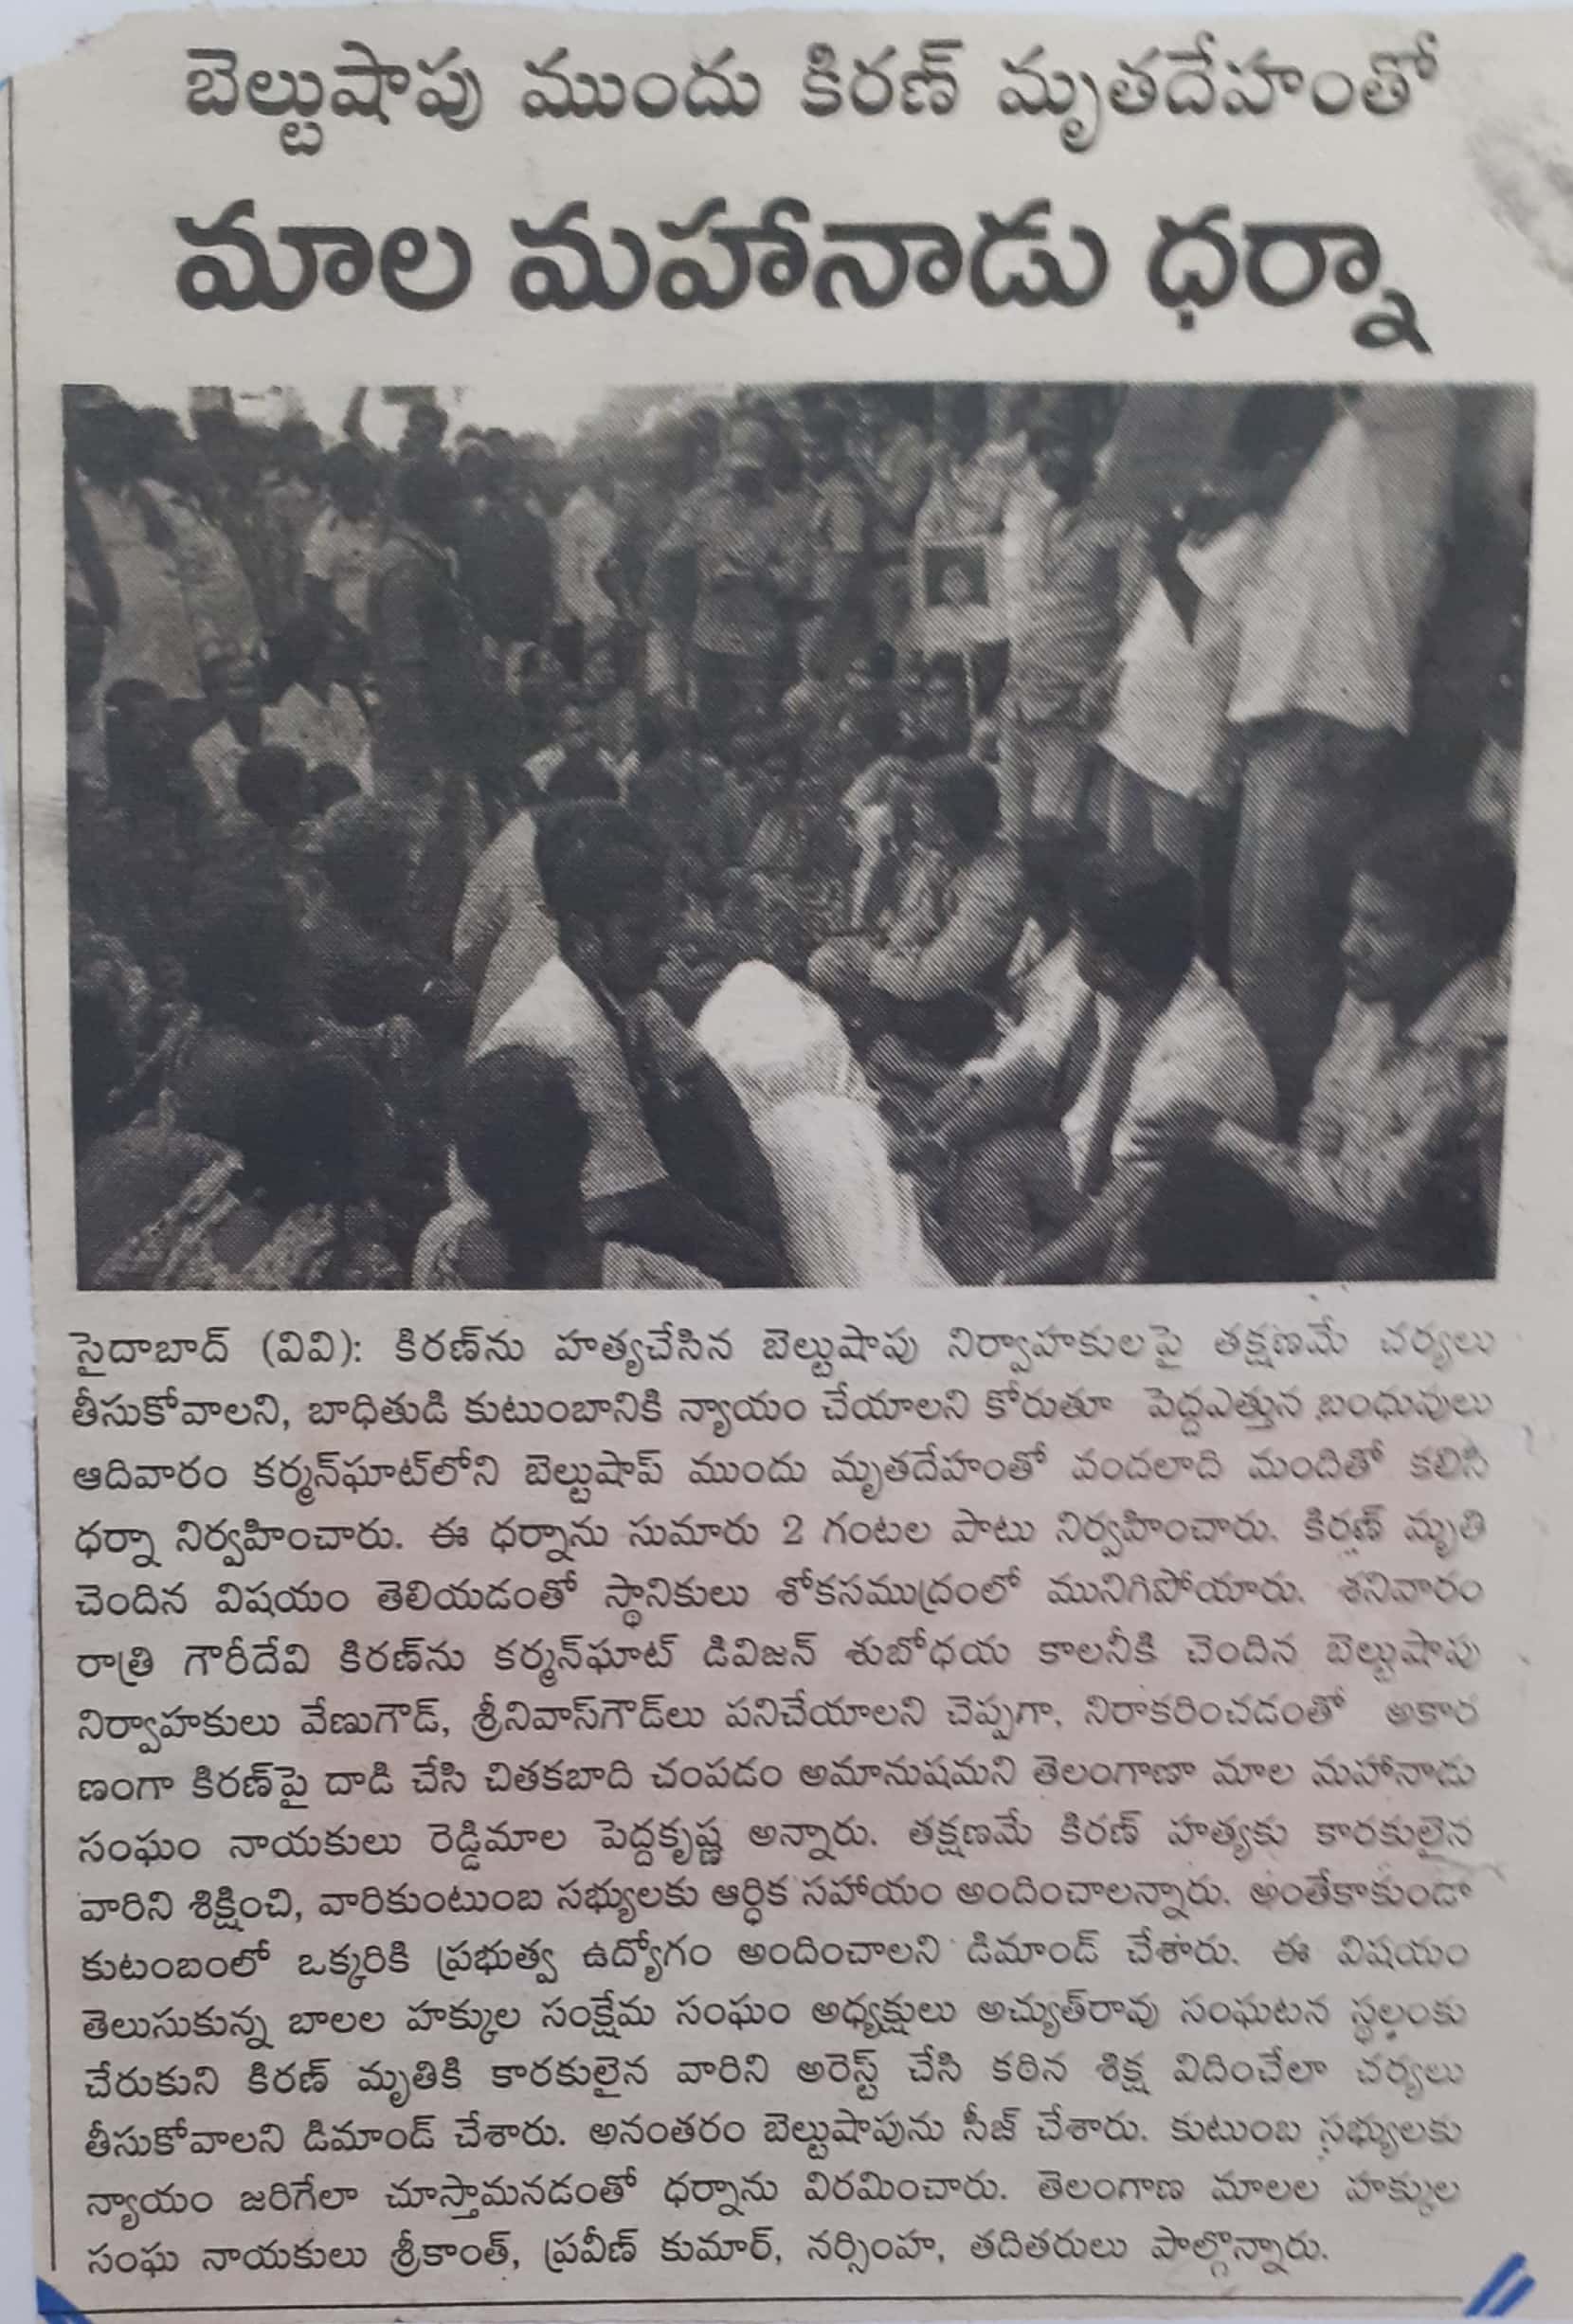 బెల్టుషాపు ముందు కిరణ్ మృతదేహంతో
మాల మహానాడు ధర్నా
సైదాబాద్ (వివి): కిరణ్‌ను హత్యచేసిన బెల్టుషాపు నిర్వాహకులపై తక్షణమే చర్యలు
తీసుకోవాలని, బాధితుడి కుటుంబానికి న్యాయం చేయాలని కోరుతూ పెద్దఎత్తున బంధువులు
ఆదివారం కర్మన్‌ఘాట్‌లోని బెల్టుషాప్ ముందు మృతదేహంతో వందలాది మందితో కలిసి
ధర్నా నిర్వహించారు. ఈ ధర్నాను సుమారు 2 గంటల పాటు నిర్వహించారు. కిరణ్ మృతి
చెందిన విషయం తెలియడంతో స్థానికులు శోకసముద్రంలో మునిగిపోయారు. శనివారం
రాత్రి గౌరీదేవి కిరణ్‌ను కర్మన్‌ఘాట్ డివిజన్ శుబోధయ కాలనీకి చెందిన బెల్టుషాపు
నిర్వాహకులు వేణుగౌడ్, శ్రీనివాస్‌గౌడ్‌లు పనిచేయాలని చెప్పగా, నిరాకరించడంతో అకార
ణంగా కిరణ్‌పై దాడి చేసి చితకబాది చంపడం అమానుషమని తెలంగాణా మాల మహానాడు
సంఘం నాయకులు రెడ్డిమాల పెద్దకృష్ణ అన్నారు. తక్షణమే కిరణ్ హత్యకు కారకులైన
వారిని శిక్షించి, వారికుంటుంబ సభ్యులకు ఆర్ధిక సహాయం అందించాలన్నారు. అంతేకాకుండా
కుటంబంలో ఒక్కరికి ప్రభుత్వ ఉద్యోగం అందించాలని డిమాండ్ చేశారు. ఈ విషయం
తెలుసుకున్న బాలల హక్కుల సంక్షేమ సంఘం అధ్యక్షులు అచ్యుత్‌రావు సంఘటన స్థలంకు
చేరుకుని కిరణ్ మృతికి కారకులైన వారిని అరెస్ట్ చేసి కఠిన శిక్ష విదించేలా చర్యలు
తీసుకోవాలని డిమాండ్ చేశారు. అనంతరం బెల్టుషాపును సీజ్ చేశారు. కుటుంబ సభ్యులకు
న్యాయం జరిగేలా చూస్తామనడంతో ధర్నాను విరమించారు. తెలంగాణ మాలల హక్కుల
సంఘ నాయకులు శ్రీకాంత్, ప్రవీణ్ కుమార్, నర్సింహ, తదితరులు పాల్గొన్నారు.